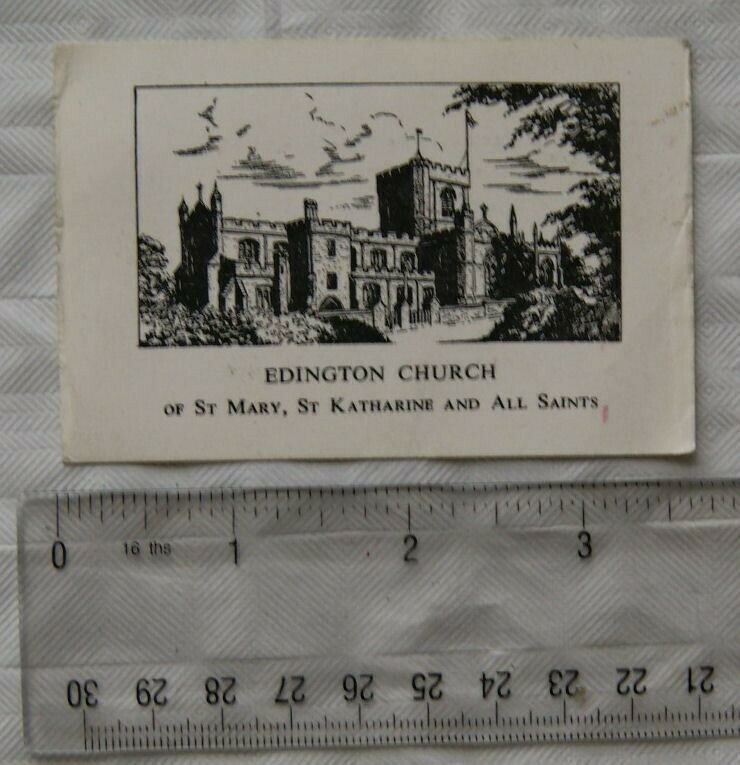 EDINGTON CHURCH
OF ST MARY, ST KATHARINE AND ALL SAINTS
0 16 ths 1 2 3
30 29 28 27 26 25 24 23 22 21